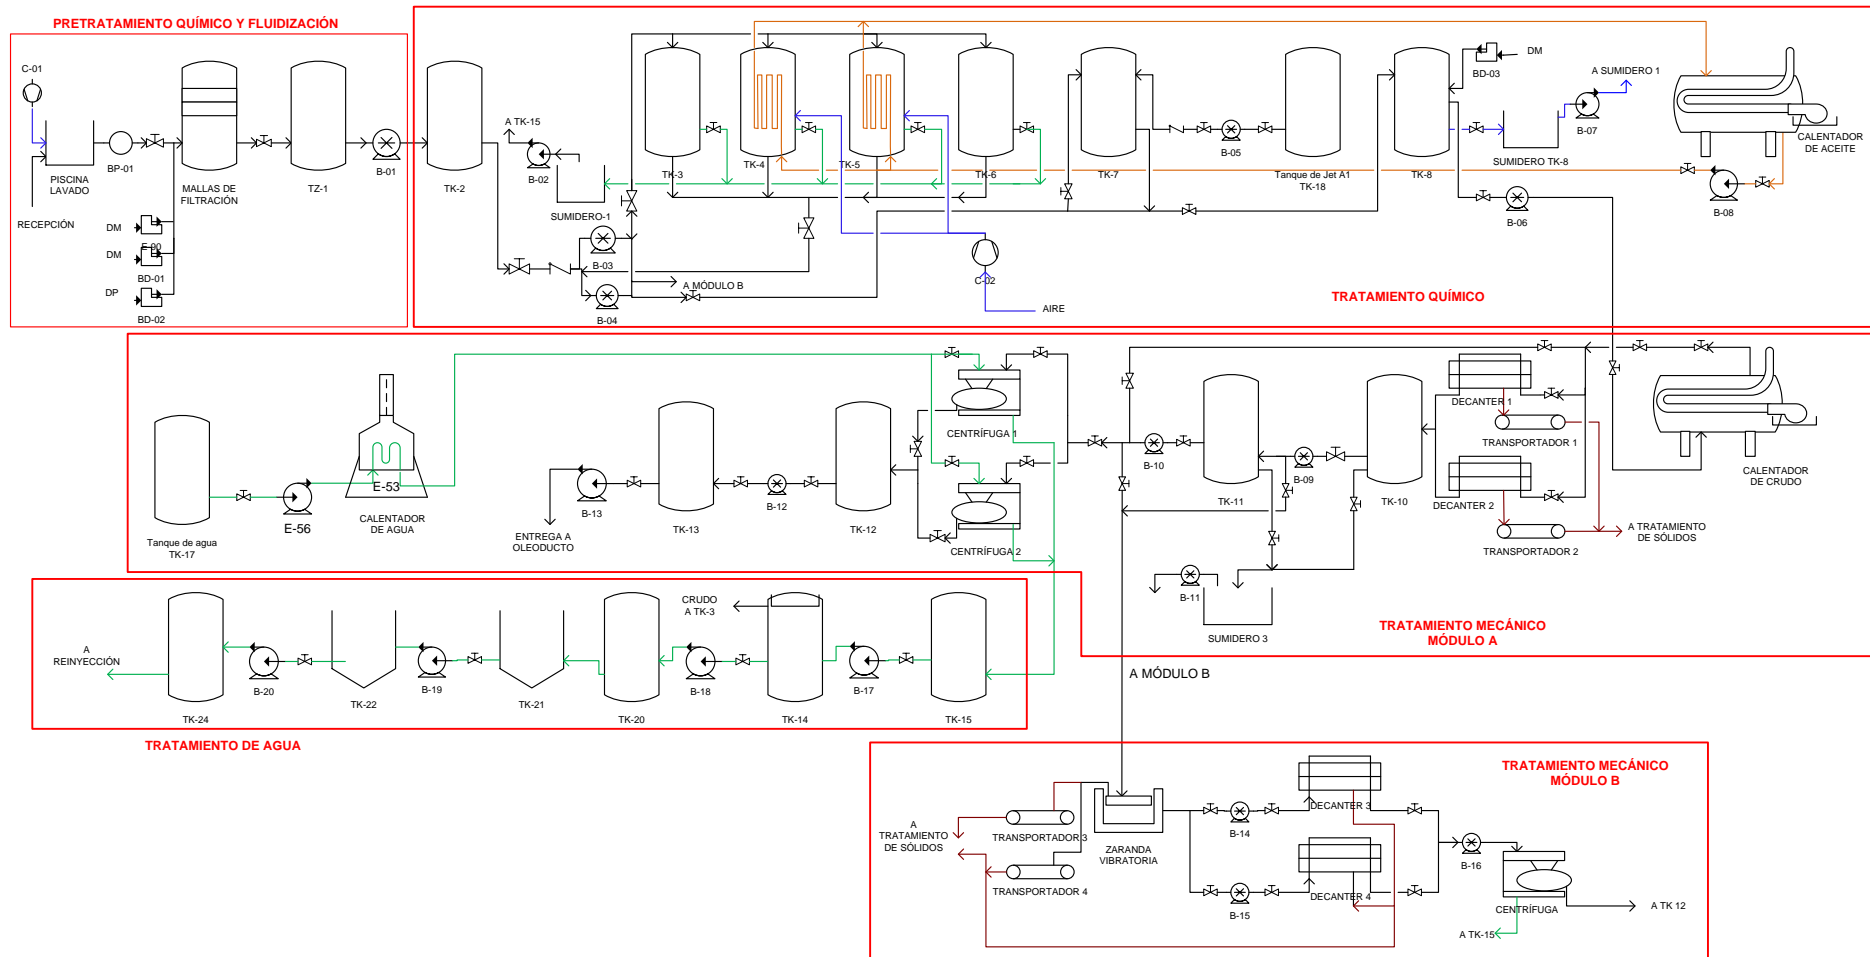 PRETRATAMIENTO QUÍMICO Y FLUIDIZACIÓN
C-01
PISCINA
LAVADO
RECEPCIÓN
BP-01
MALLAS DE
FILTRACIÓN
TZ-1
B-01
DM
E-90
DM
BD-01
DP
BD-02
TK-2
A TK-15
B-02
SUMIDERO-1
TK-3
TK-4
TK-5
TK-6
TK-7
B-05
Tanque de Jet A1
TK-18
TK-8
BD-03
DM
A SUMIDERO 1
B-07
SUMIDERO TK-8
CALENTADOR
DE ACEITE
B-08
B-06
B-03
B-04
A MÓDULO B
C-02
AIRE
TRATAMIENTO QUÍMICO
Tanque de agua
TK-17
E-56
E-53
CALENTADOR
DE AGUA
ENTREGA A
OLEODUCTO
B-13
TK-13
B-12
TK-12
CENTRÍFUGA 1
CENTRÍFUGA 2
B-10
TK-11
B-09
TK-10
DECANTER 1
TRANSPORTADOR 1
DECANTER 2
TRANSPORTADOR 2
A TRATAMIENTO
DE SÓLIDOS
CALENTADOR
DE CRUDO
B-11
SUMIDERO 3
TRATAMIENTO MECÁNICO
MÓDULO A
A
REINYECCIÓN
TK-24
B-20
TK-22
B-19
TK-21
TK-20
B-18
CRUDO
A TK-3
TK-14
B-17
TK-15
TRATAMIENTO DE AGUA
A MÓDULO B
TRATAMIENTO MECÁNICO
MÓDULO B
A
TRATAMIENTO
DE SÓLIDOS
TRANSPORTADOR 3
TRANSPORTADOR 4
ZARANDA
VIBRATORIA
B-14
B-15
DECANTER 3
DECANTER 4
B-16
CENTRÍFUGA
A TK 12
A TK-15